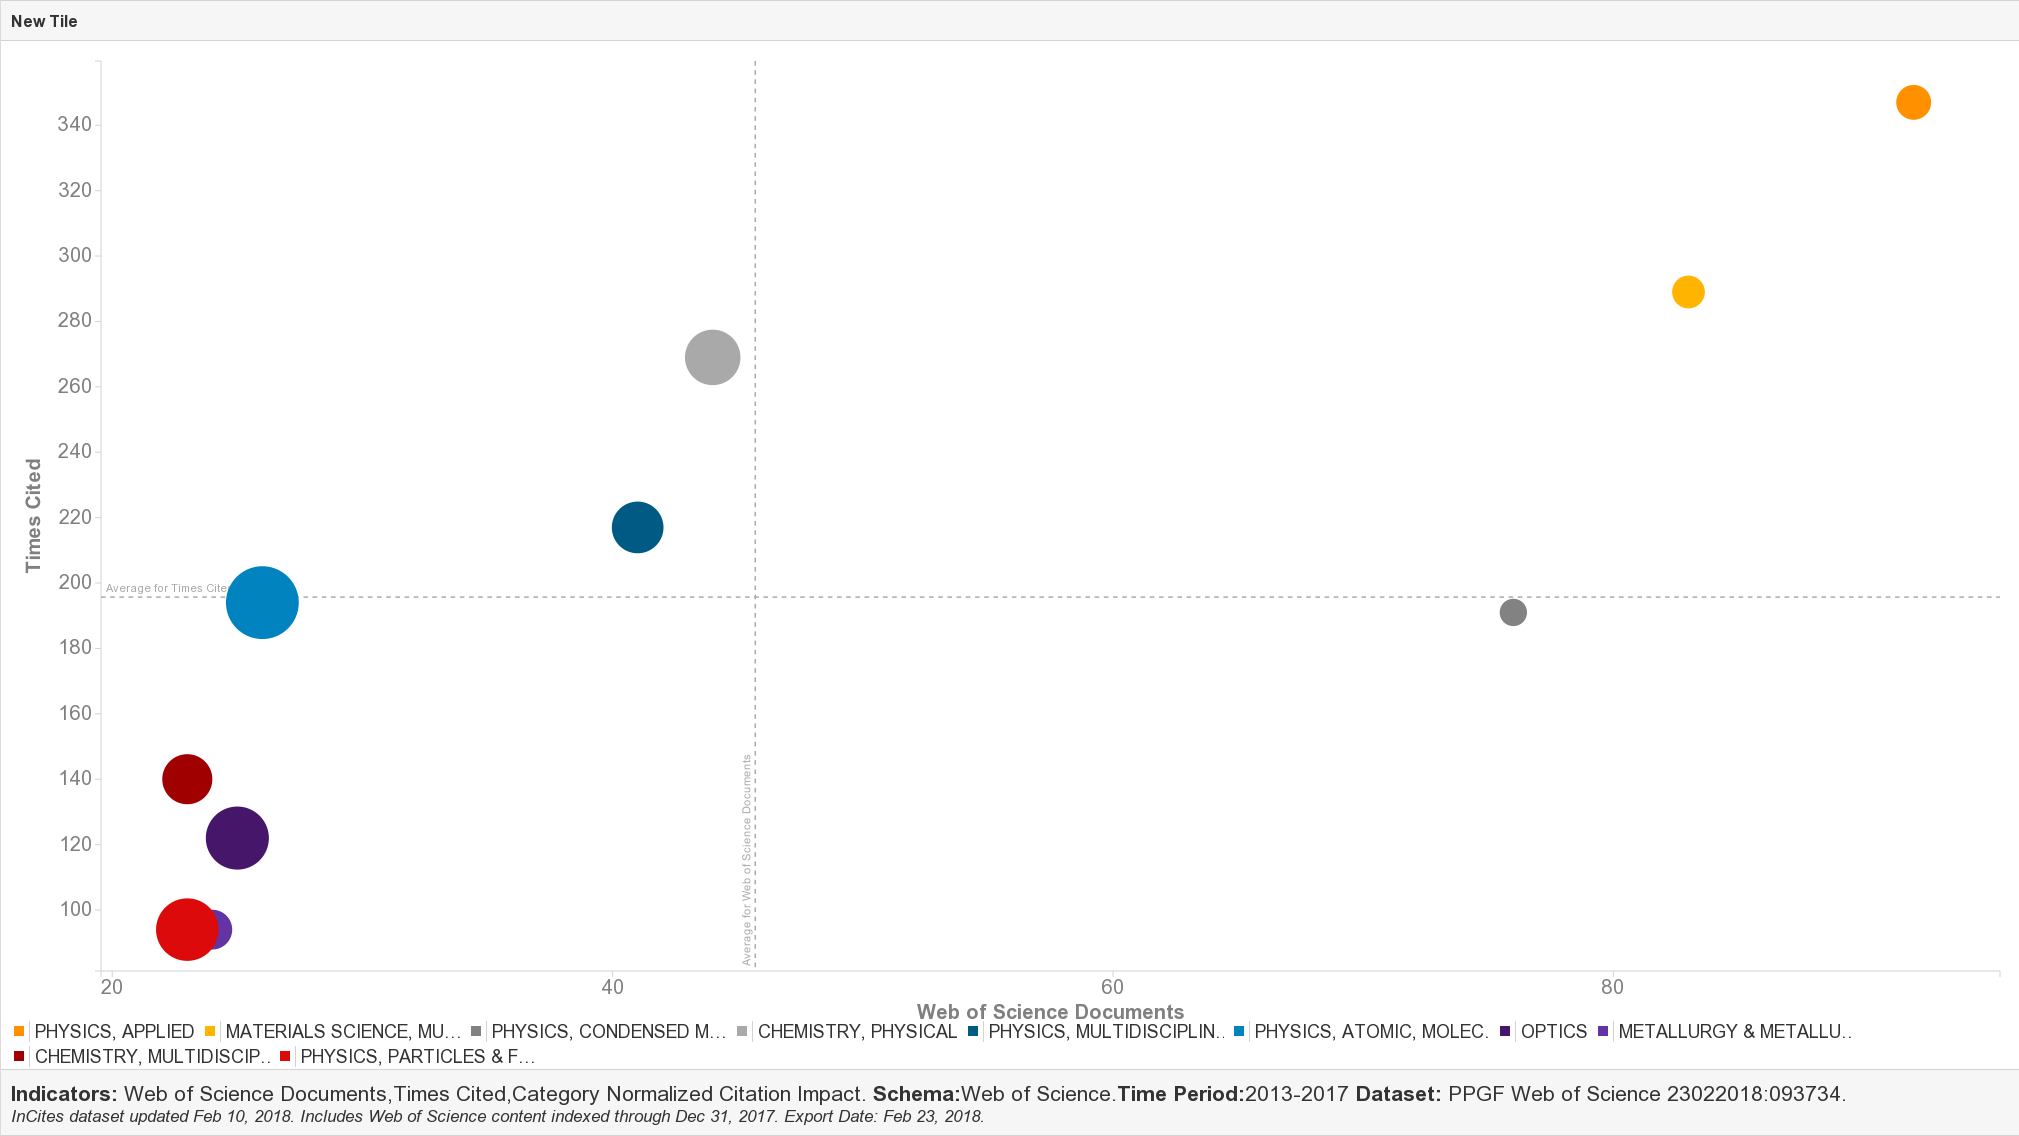 New Tile
340
320
300
280
260
240
220
200
180
160
140
120
100
Times Cited
Average for Times Cite
Average for Web of Science Documents
20 40 60 80
Web of Science Documents
PHYSICS, APPLIED MATERIALS SCIENCE, MU... PHYSICS, CONDENSED M... CHEMISTRY, PHYSICAL PHYSICS, MULTIDISCIPLIN.. PHYSICS, ATOMIC, MOLEC. OPTICS METALLURGY & METALLU..
CHEMISTRY, MULTIDISCIP.. PHYSICS, PARTICLES & F...
Indicators: Web of Science Documents,Times Cited,Category Normalized Citation Impact. Schema:Web of Science.Time Period:2013-2017 Dataset: PPGF Web of Science 23022018:093734.
InCites dataset updated Feb 10, 2018. Includes Web of Science content indexed through Dec 31, 2017. Export Date: Feb 23, 2018.